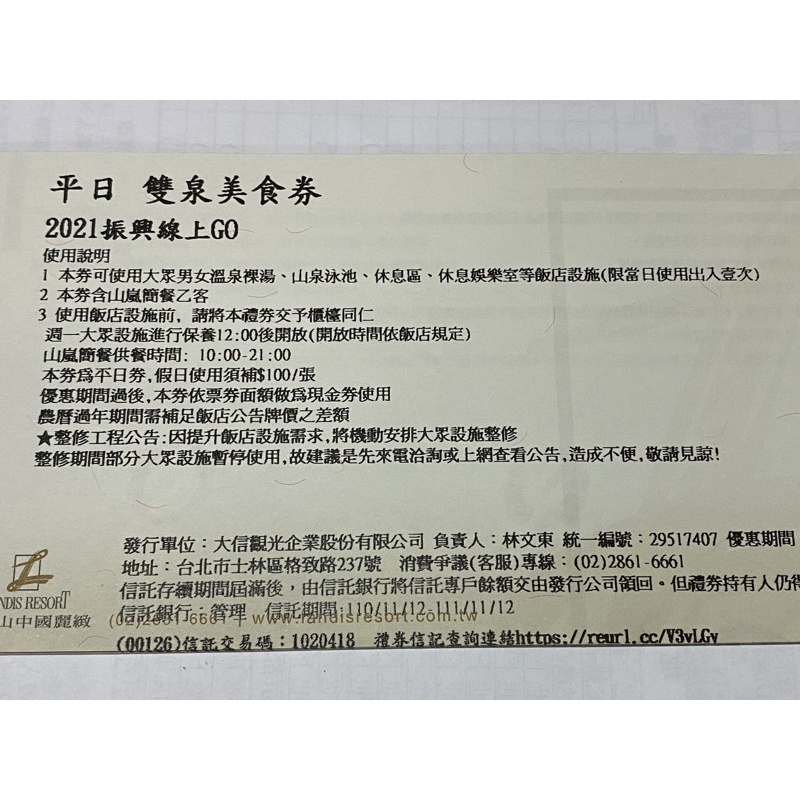 平日 雙泉美食券
2021振興線上GO
使用說明
1 本券可使用大眾男女溫泉裸湯、山泉泳池、休息區、休息娛樂室等飯店設施(限當日使用出入壹次)
2 本券含山嵐簡餐乙客
3 使用飯店設施前, 請將本禮券交予櫃檯同仁
週一大眾設施進行保養12:00後開放(開放時間依飯店規定)
山嵐簡餐供餐時間: 10:00-21:00
本券為平日券,假日使用須補$100/張
優惠期間過後,本券依票券面額做為現金券使用
農曆過年期間需補足飯店公告牌價之差額
★整修工程公告:因提升飯店設施需求,將機動安排大眾設施整修
整修期間部分大眾設施暫停使用,故建議是先來電洽詢或上網查看公告,造成不便,敬請見諒!
發行單位：大信觀光企業股份有限公司 負責人：林文東 統一編號：29517407 優惠期間
地址：台北市士林區格致路237號 消費爭議(客服)專線：(02)2861-6661
信託存續期間屆滿後，由信託銀行將信託專戶餘額交由發行公司領回。但禮券持有人仍得
信託銀行：管理 信託期間:110/11/12-111/11/12
NDIS RESORT
山中國麗緻 (02)2861-6661 www.landisresort.com.tw
(00126)信託交易碼：1020418 禮券信記查詢連結https://reurl.cc/V3vLGy